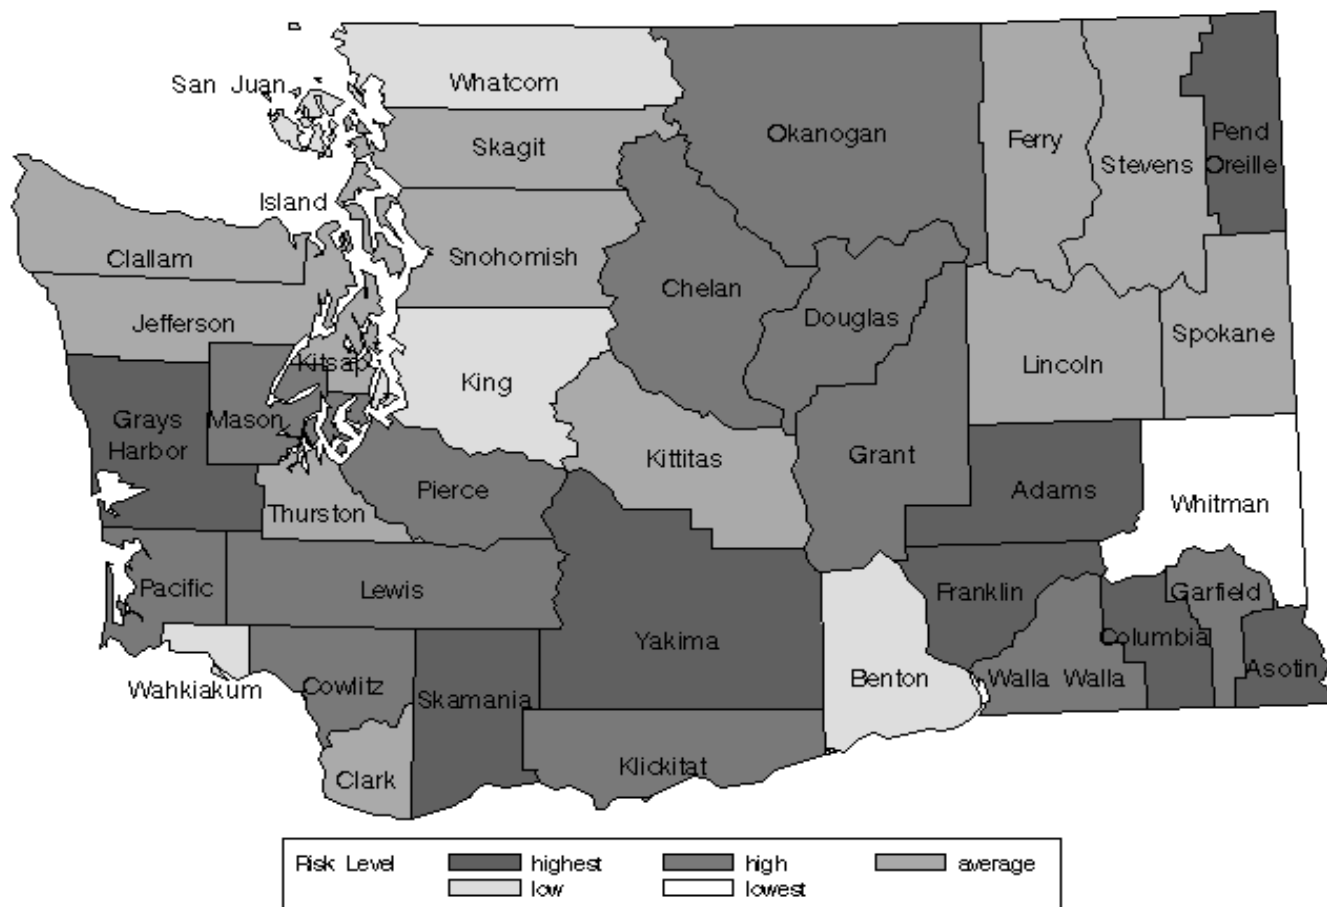 Whatcom
San Juan
Okanogan
Pend
Oreille
Ferry
Skagit
Stevens
Island
Clallam
Snohomish
Chelan
Douglas
Jefferson
Spokane
Kitsap
King
Lincoln
Grays
Harbor
Mason
Kittitas
Grant
Pierce
Adams
Whitman
Thurston
Pacific
Lewis
Franklin
Garfield
Yakima
Columbia
Wahkiakum
Cowlitz
Skamania
Benton
Walla Walla
Asotin
Clark
Klickitat
Risk Level highest high average
low lowest